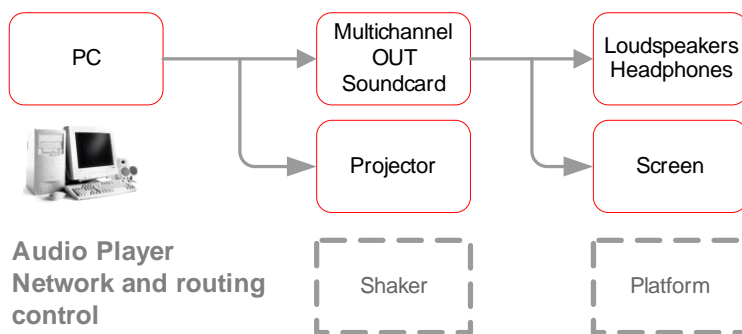 PC
Multichannel
OUT
Soundcard
Loudspeakers
Headphones
Projector
Screen
Audio Player
Network and routing
control
Shaker
Platform